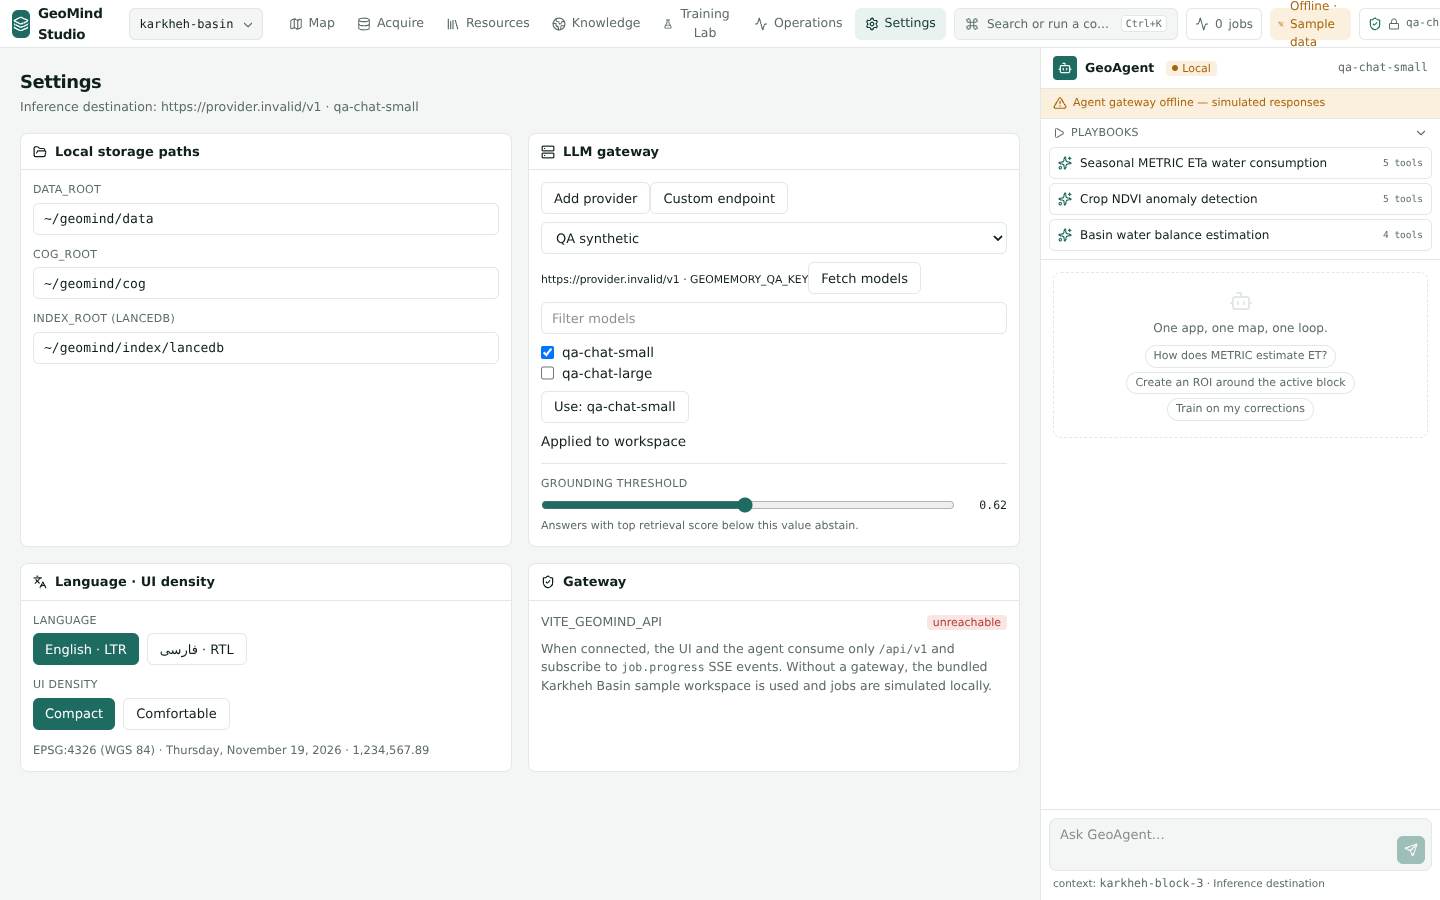 GeoMind Studio
karkheh-basin
Map
Acquire
Resources
Knowledge
Training Lab
Operations
Settings
Search or run a co…
Ctrl+K
0 jobs
Offline · Sample data
qa-ch
Settings
Inference destination: https://provider.invalid/v1 · qa-chat-small
Local storage paths
DATA_ROOT
~/geomind/data
COG_ROOT
~/geomind/cog
INDEX_ROOT (LANCEDB)
~/geomind/index/lancedb
LLM gateway
Add provider
Custom endpoint
QA synthetic
https://provider.invalid/v1 · GEOMEMORY_QA_KEY
Fetch models
Filter models
qa-chat-small
qa-chat-large
Use: qa-chat-small
Applied to workspace
GROUNDING THRESHOLD
0.62
Answers with top retrieval score below this value abstain.
Language · UI density
LANGUAGE
English · LTR
فارسی · RTL
UI DENSITY
Compact
Comfortable
EPSG:4326 (WGS 84) · Thursday, November 19, 2026 · 1,234,567.89
Gateway
VITE_GEOMIND_API
unreachable
When connected, the UI and the agent consume only /api/v1 and
subscribe to job.progress SSE events. Without a gateway, the bundled
Karkheh Basin sample workspace is used and jobs are simulated locally.
GeoAgent
Local
qa-chat-small
Agent gateway offline — simulated responses
PLAYBOOKS
Seasonal METRIC ETa water consumption
5 tools
Crop NDVI anomaly detection
5 tools
Basin water balance estimation
4 tools
One app, one map, one loop.
How does METRIC estimate ET?
Create an ROI around the active block
Train on my corrections
Ask GeoAgent…
context: karkheh-block-3 · Inference destination